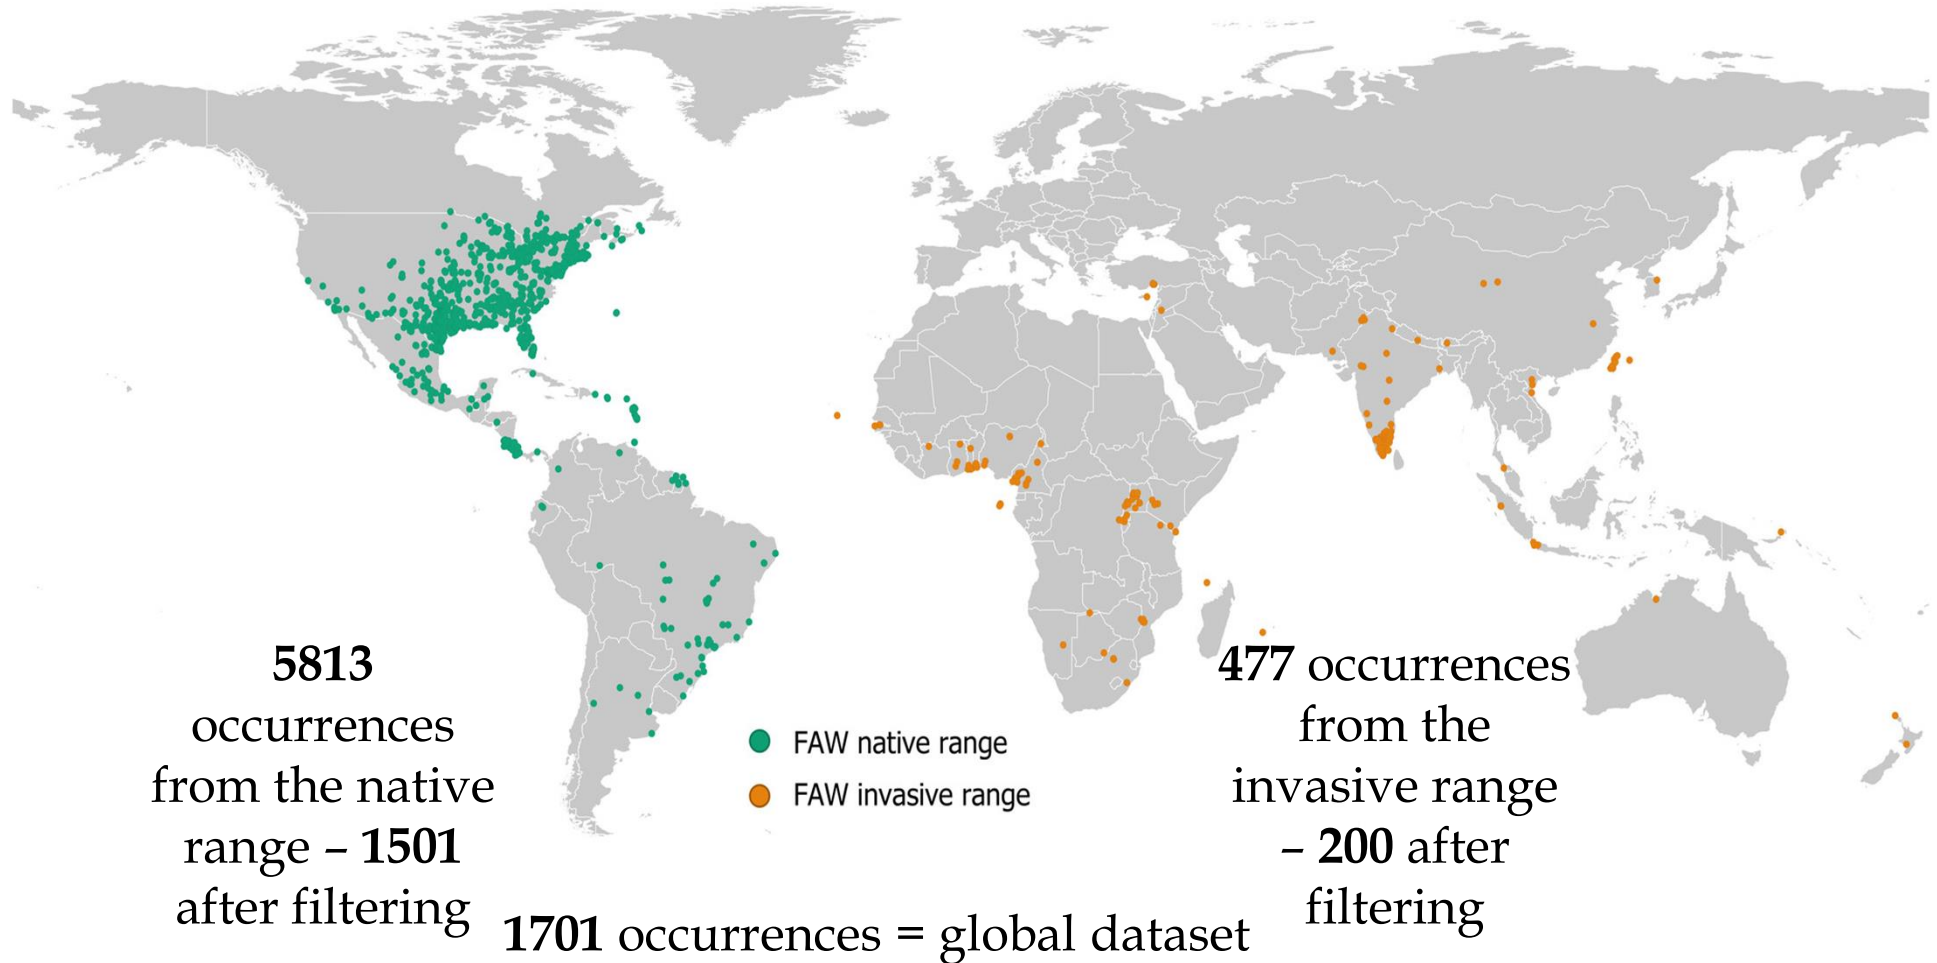 5813
occurrences
from the native
range – 1501
after filtering
FAW native range
FAW invasive range
477 occurrences
from the
invasive range
– 200 after
filtering
1701 occurrences = global dataset